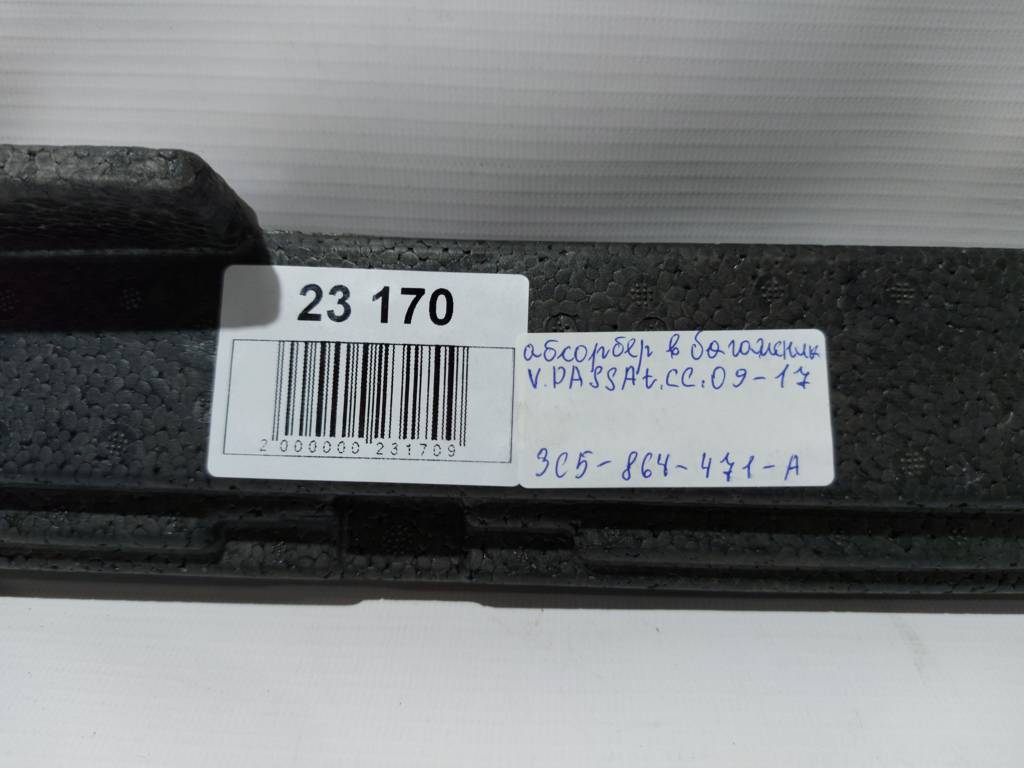 23 170
2 000000 231709
абсорбер в багажник
V.PASSAt.CC.09-17
3C5-864-471-A